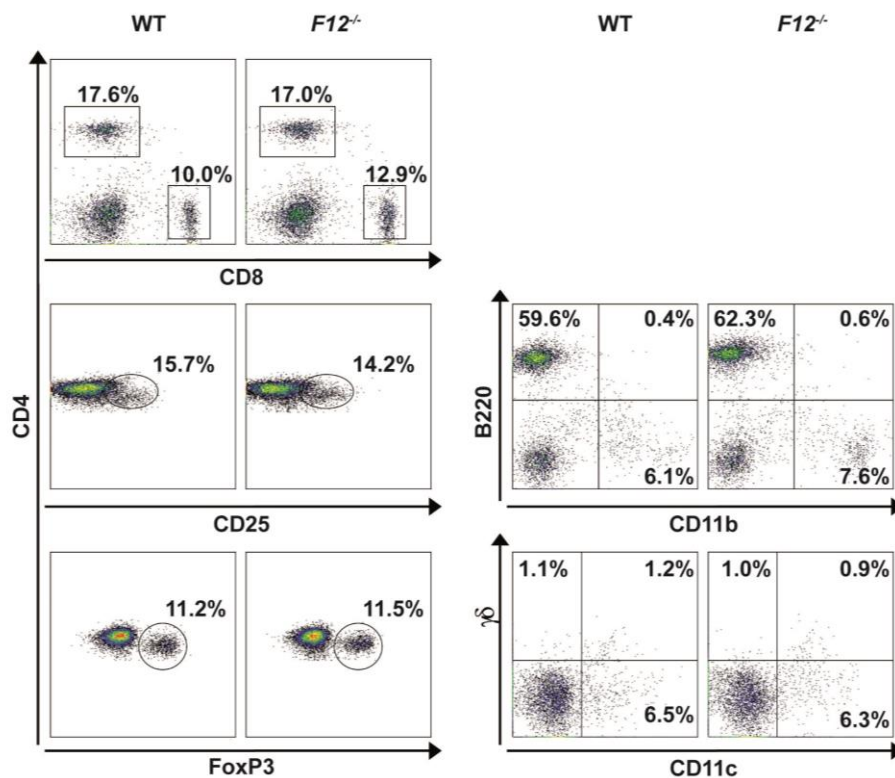 WT F12-/- WT F12-/-
17.6% 17.0%
10.0% 12.9%
CD8
CD4
15.7% 14.2%
CD25
11.2% 11.5%
FoxP3
B220
59.6% 0.4% 62.3% 0.6%
6.1% 7.6%
CD11b
γδ
1.1% 1.2% 1.0% 0.9%
6.5% 6.3%
CD11c